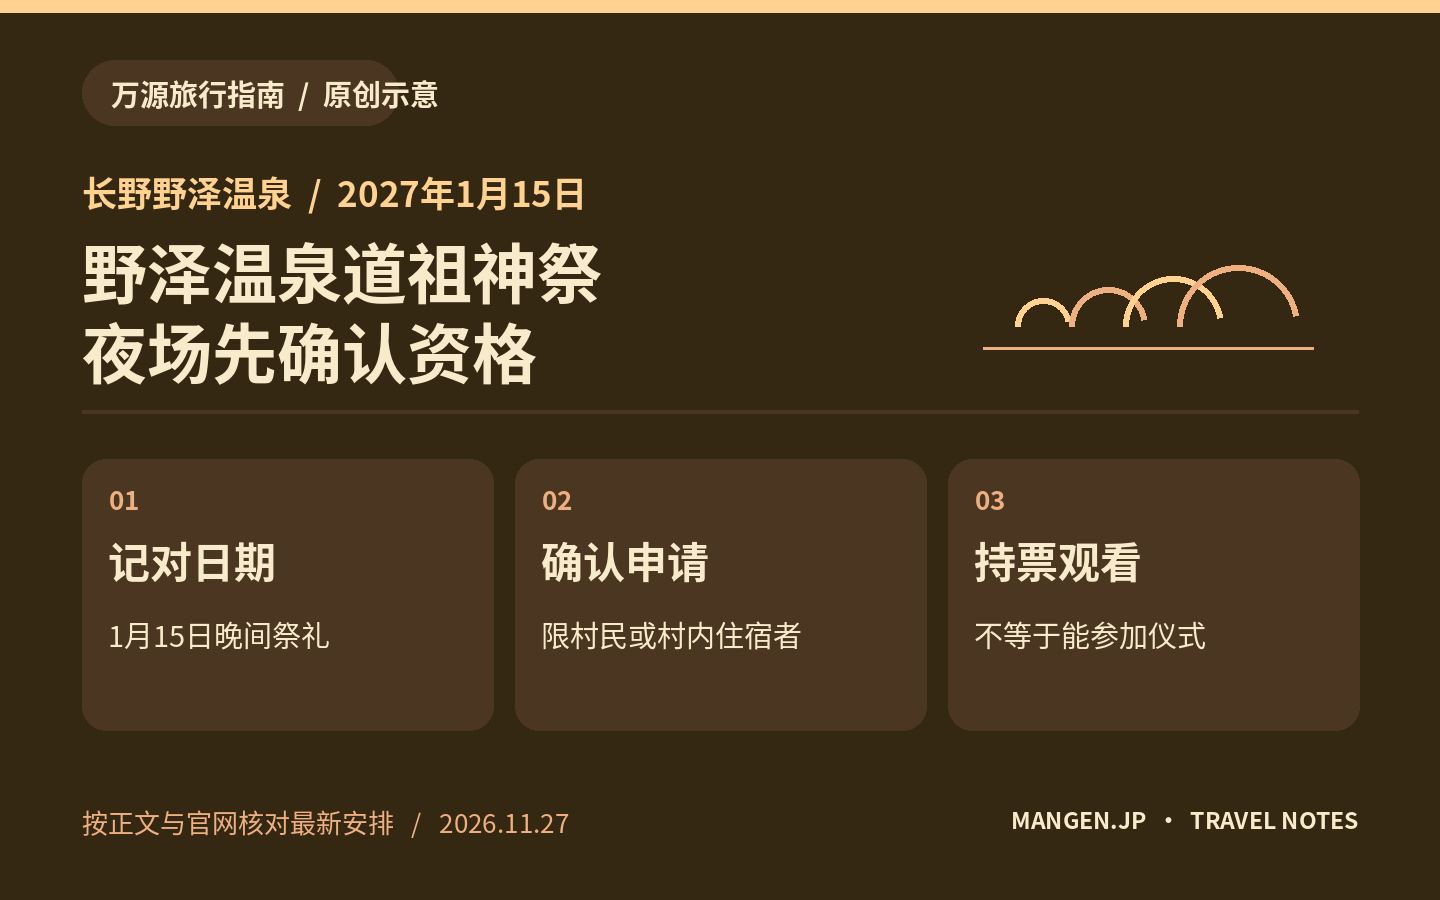 万源旅行指南 / 原创示意
长野野泽温泉 / 2027年1月15日
野泽温泉道祖神祭
夜场先确认资格
01
记对日期
1月15日晚间祭礼
02
确认申请
限村民或村内住宿者
03
持票观看
不等于能参加仪式
按正文与官网核对最新安排 / 2026.11.27
MANGEN.JP • TRAVEL NOTES